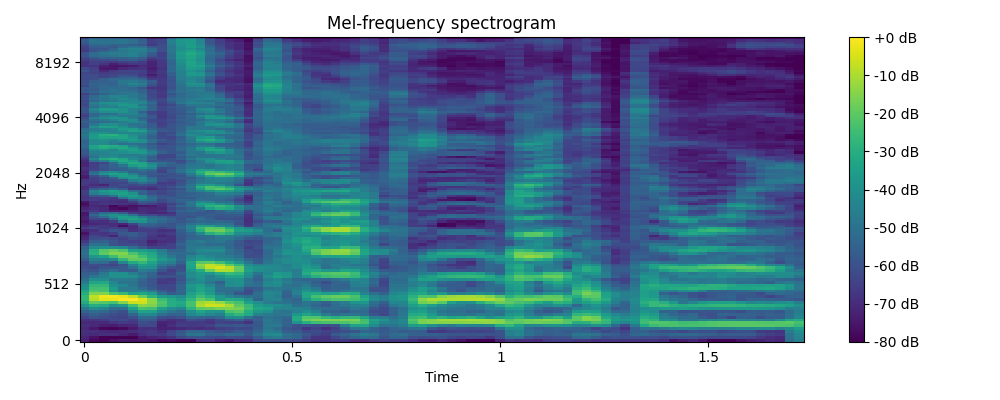 Mel-frequency spectrogram
Hz
8192
4096
2048
1024
512
0
0
0.5
1
1.5
Time
+0 dB
-10 dB
-20 dB
-30 dB
-40 dB
-50 dB
-60 dB
-70 dB
-80 dB